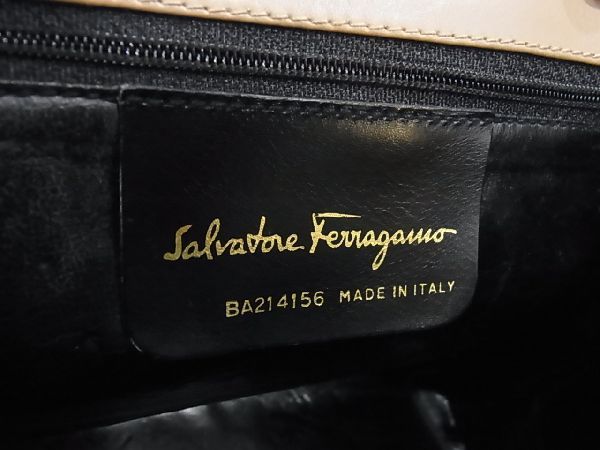 Salvatore Ferragamo
BA214156 MADE IN ITALY